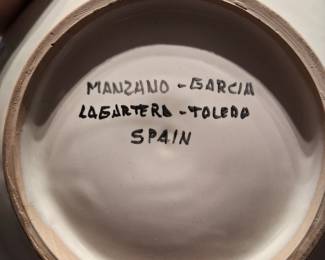 MANZANO - GARCIA
LAGARTERA - TOLEDO
SPAIN